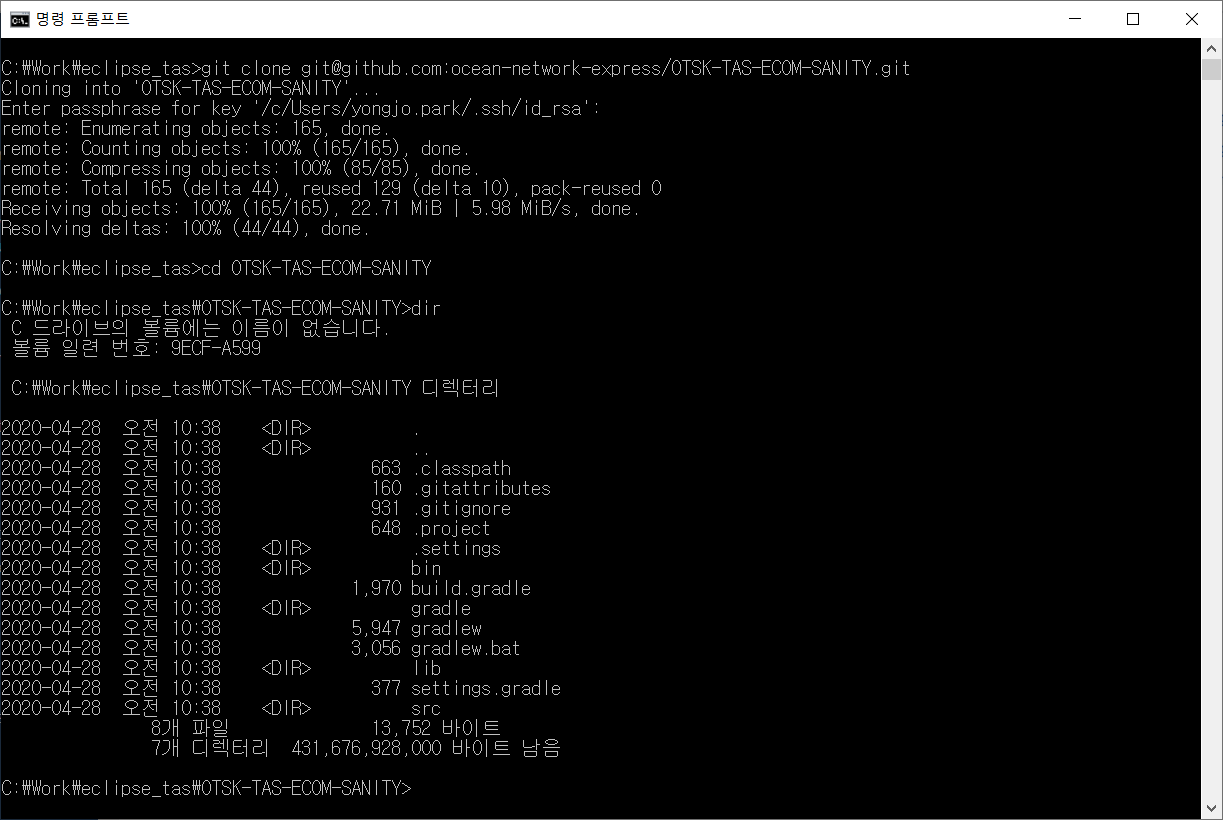 명령 프롬프트
C:₩Work₩eclipse_tas>git clone git@github.com:ocean-network-express/OTSK-TAS-ECOM-SANITY.git
Cloning into 'OTSK-TAS-ECOM-SANITY'...
Enter passphrase for key '/c/Users/yongjo.park/.ssh/id_rsa':
remote: Enumerating objects: 165, done.
remote: Counting objects: 100% (165/165), done.
remote: Compressing objects: 100% (85/85), done.
remote: Total 165 (delta 44), reused 129 (delta 10), pack-reused 0
Receiving objects: 100% (165/165), 22.71 MiB | 5.98 MiB/s, done.
Resolving deltas: 100% (44/44), done.
C:₩Work₩eclipse_tas>cd OTSK-TAS-ECOM-SANITY
C:₩Work₩eclipse_tas₩OTSK-TAS-ECOM-SANITY>dir
C 드라이브의 볼륨에는 이름이 없습니다.
볼륨 일련 번호: 9ECF-A599
C:₩Work₩eclipse_tas₩OTSK-TAS-ECOM-SANITY 디렉터리
2020-04-28 오전 10:38 <DIR> .
2020-04-28 오전 10:38 <DIR> ..
2020-04-28 오전 10:38 663 .classpath
2020-04-28 오전 10:38 160 .gitattributes
2020-04-28 오전 10:38 931 .gitignore
2020-04-28 오전 10:38 648 .project
2020-04-28 오전 10:38 <DIR> .settings
2020-04-28 오전 10:38 <DIR> bin
2020-04-28 오전 10:38 1,970 build.gradle
2020-04-28 오전 10:38 <DIR> gradle
2020-04-28 오전 10:38 5,947 gradlew
2020-04-28 오전 10:38 3,056 gradlew.bat
2020-04-28 오전 10:38 <DIR> lib
2020-04-28 오전 10:38 377 settings.gradle
2020-04-28 오전 10:38 <DIR> src
8개 파일 13,752 바이트
7개 디렉터리 431,676,928,000 바이트 남음
C:₩Work₩eclipse_tas₩OTSK-TAS-ECOM-SANITY>